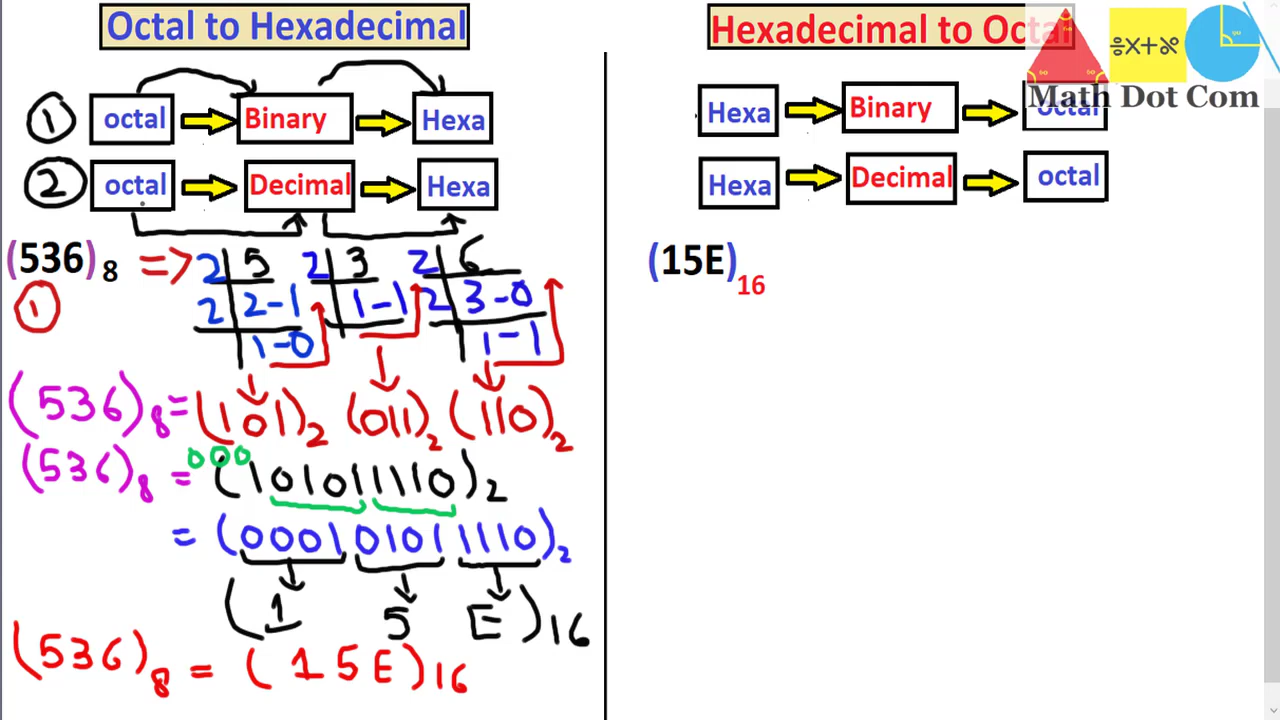 Octal to Hexadecimal
1 octal Binary Hexa
2 octal Decimal Hexa
(536)8 => 2 5 2 3 2 6
1 2 2-1 1-1 2 3-0
1-0 1-1
(536)8 = (101)2 (011)2 (110)2
(536)8 = 000(101011110)2
= (000101011110)2
(1 5 E)16
(536)8 = (15E)16
Hexadecimal to Octal
÷×+%
Math Dot Com
Hexa Binary octal
Hexa Decimal octal
(15E)16